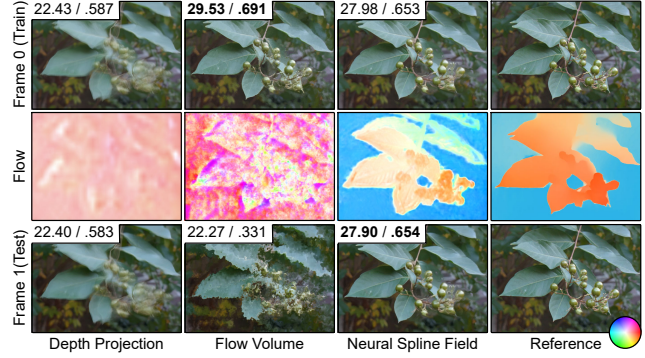 Frame 0 (Train)
22.43 / .587
29.53 / .691
27.98 / .653
Flow
Frame 1(Test)
22.40 / .583
22.27 / .331
27.90 / .654
Depth Projection
Flow Volume
Neural Spline Field
Reference